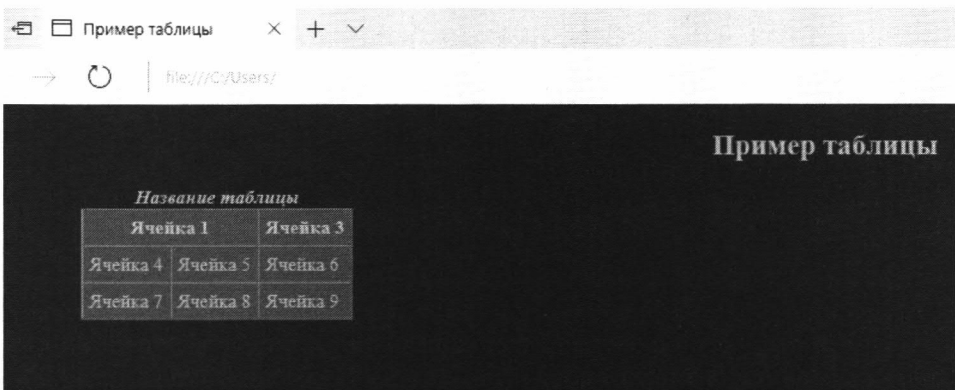 Пример таблицы
file:///C:/Users/
Пример таблицы
Название таблицы
Ячейка 1 Ячейка 3
Ячейка 4 Ячейка 5 Ячейка 6
Ячейка 7 Ячейка 8 Ячейка 9